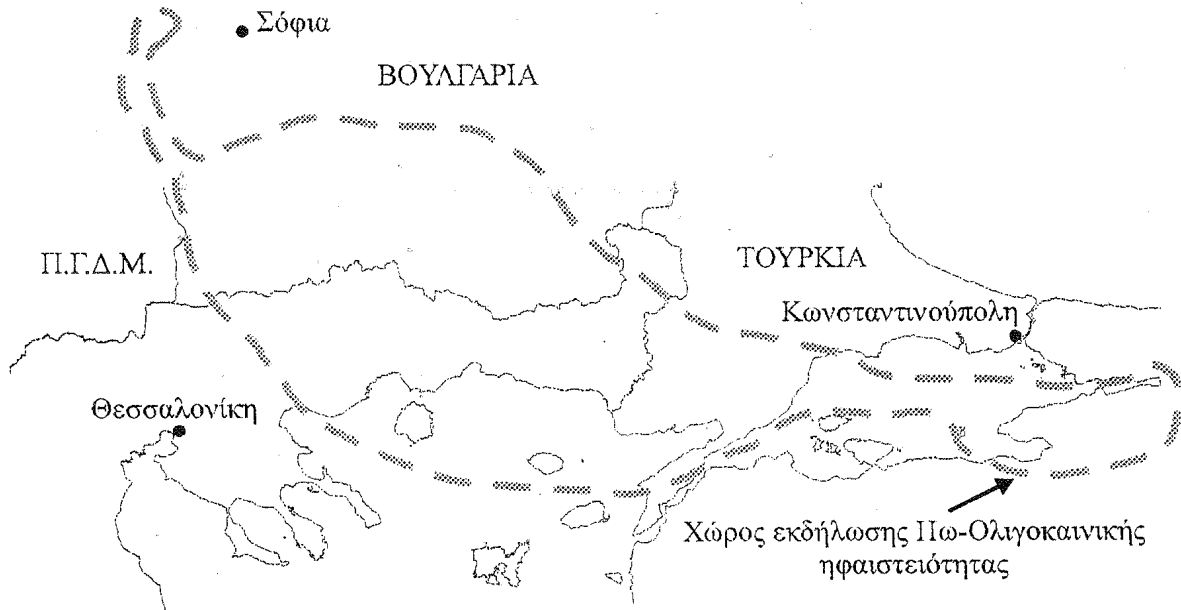 Σόφια
ΒΟΥΛΓΑΡΙΑ
Π.Γ.Δ.Μ.
ΤΟΥΡΚΙΑ
Κωνσταντινούπολη
Θεσσαλονίκη
Χώρος εκδήλωσης Ηω-Ολιγοκαινικής
ηφαιστειότητας